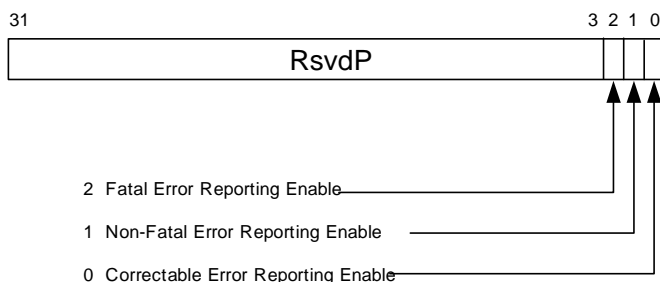 31 3 2 1 0
RsvdP
2 Fatal Error Reporting Enable
1 Non-Fatal Error Reporting Enable
0 Correctable Error Reporting Enable